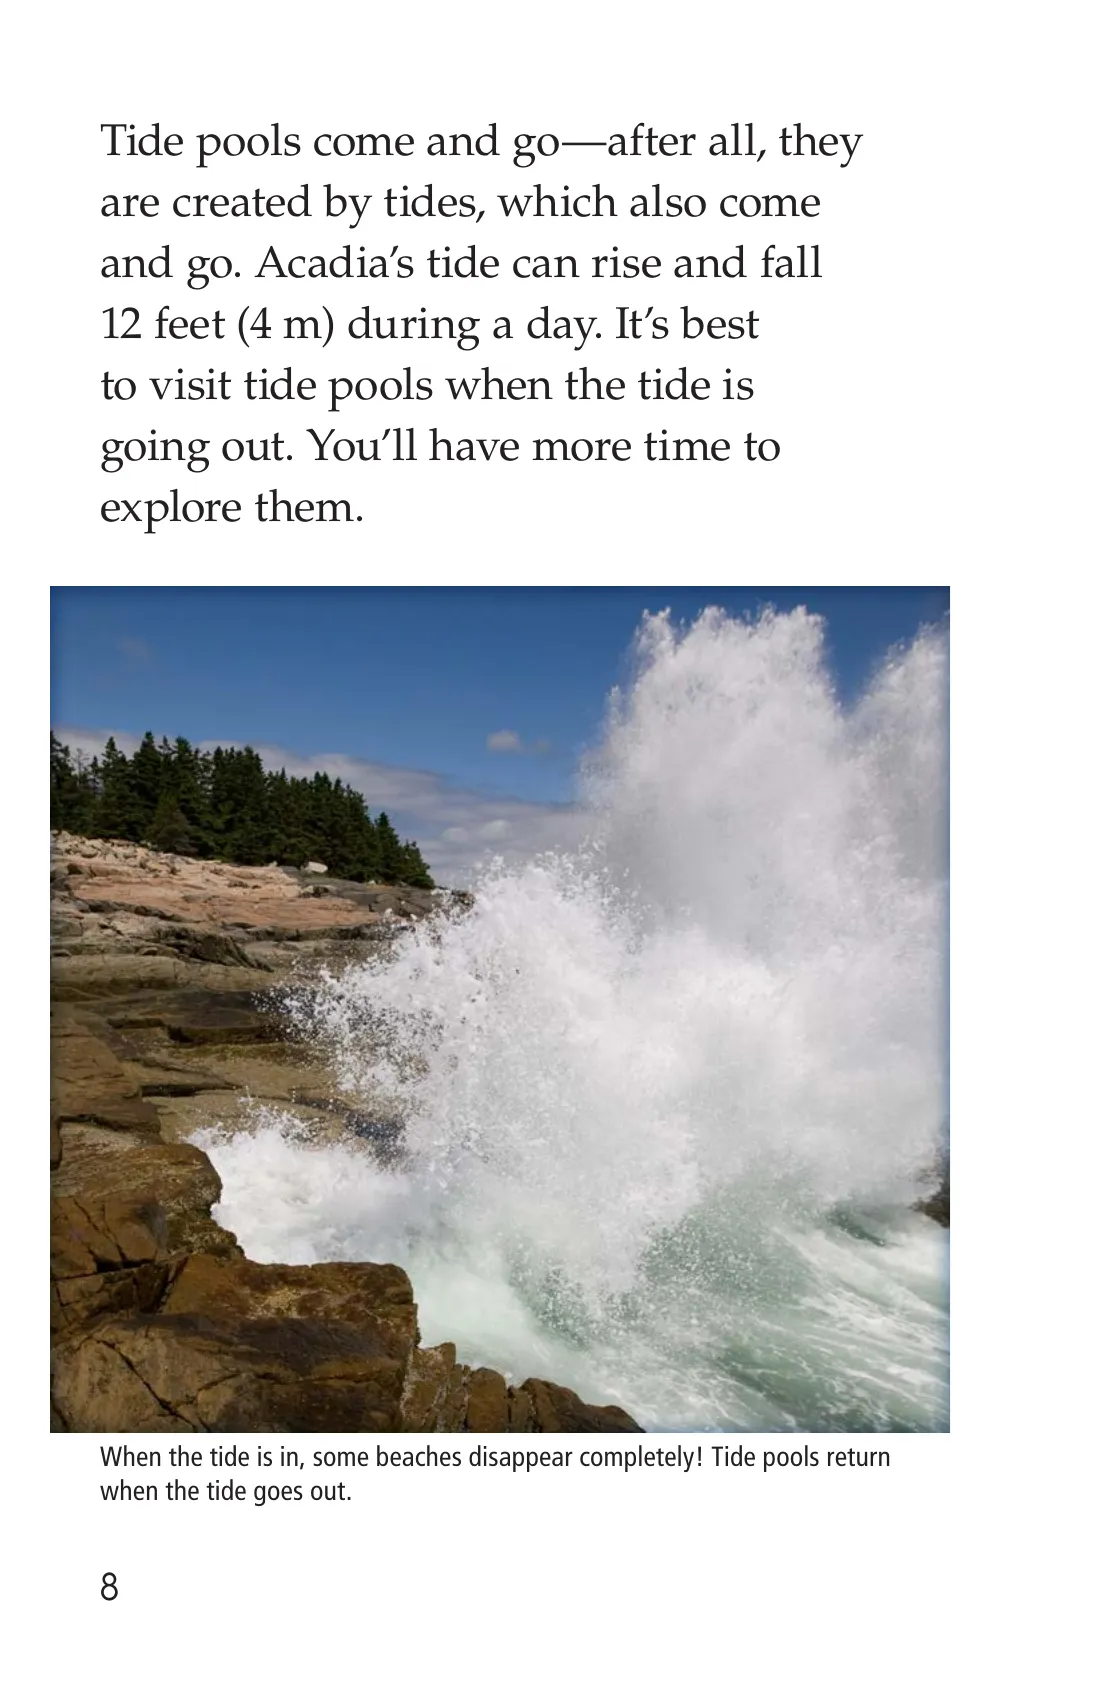 Tide pools come and go—after all, they
are created by tides, which also come
and go. Acadia’s tide can rise and fall
12 feet (4 m) during a day. It’s best
to visit tide pools when the tide is
going out. You’ll have more time to
explore them.
When the tide is in, some beaches disappear completely! Tide pools return
when the tide goes out.
8